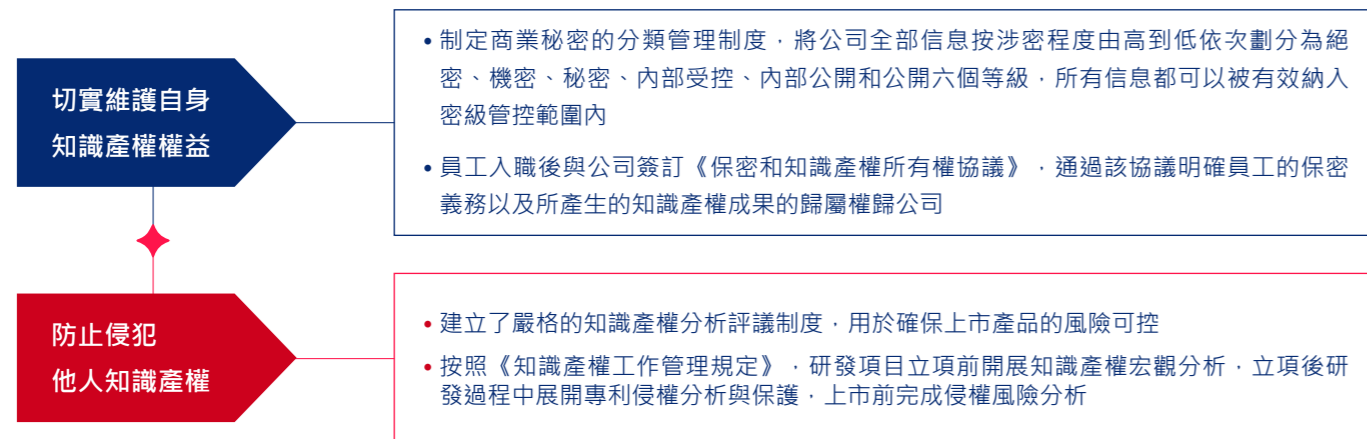 切實維護自身
知識產權權益
• 制定商業秘密的分類管理制度，將公司全部信息按涉密程度由高到低依次劃分為絕
密、機密、秘密、內部受控、內部公開和公開六個等級，所有信息都可以被有效納入
密級管控範圍內
• 員工入職後與公司簽訂《保密和知識產權所有權協議》，通過該協議明確員工的保密
義務以及所產生的知識產權成果的歸屬權歸公司
防止侵犯
他人知識產權
• 建立了嚴格的知識產權分析評議制度，用於確保上市產品的風險可控
• 按照《知識產權工作管理規定》，研發項目立項前開展知識產權宏觀分析，立項後研
發過程中展開專利侵權分析與保護，上市前完成侵權風險分析